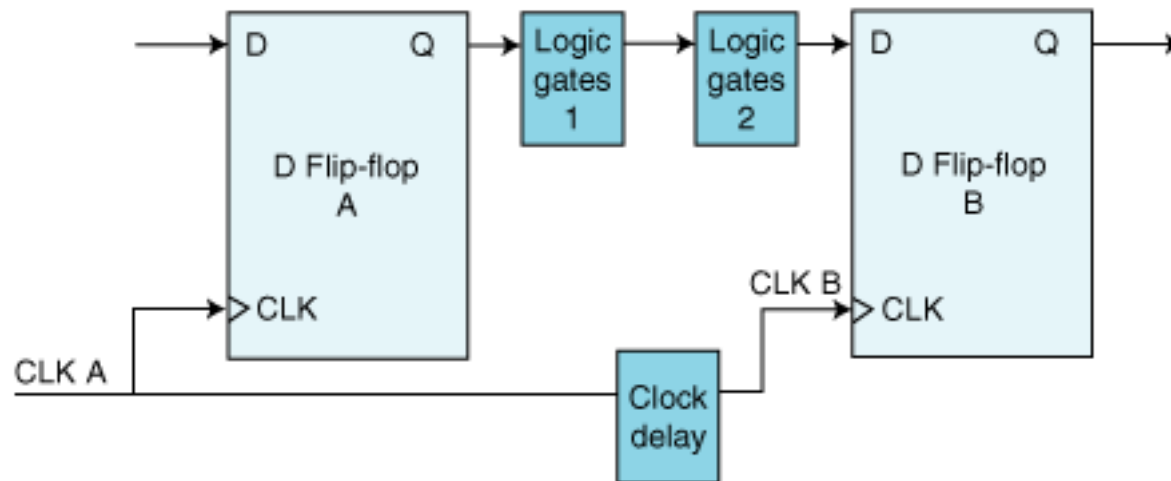 D
Q
Logic
gates
1
Logic
gates
2
D
Q
D Flip-flop
A
D Flip-flop
B
CLK
CLK B
CLK
CLK A
Clock
delay